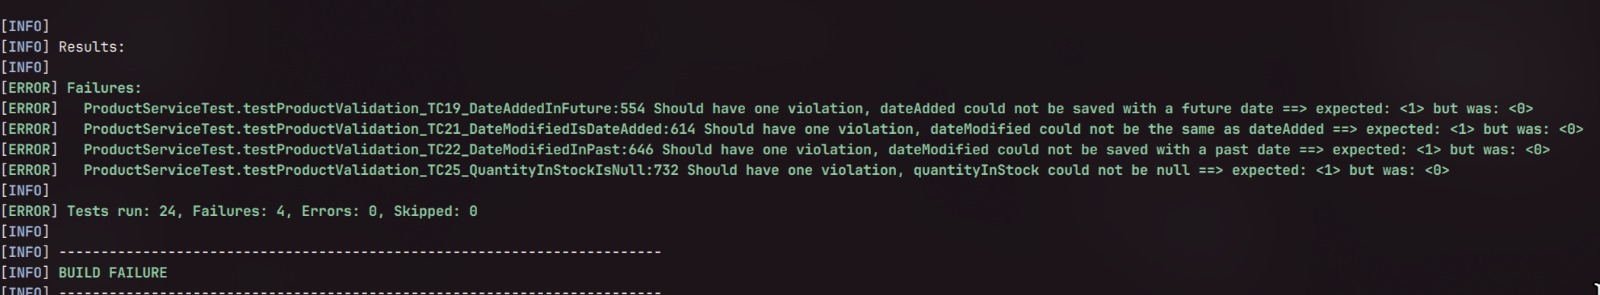 [INFO]
[INFO] Results:
[INFO]
[ERROR] Failures:
[ERROR]   ProductServiceTest.testProductValidation_TC19_DateAddedInFuture:554 Should have one violation, dateAdded could not be saved with a future date ==> expected: <1> but was: <0>
[ERROR]   ProductServiceTest.testProductValidation_TC21_DateModifiedIsDateAdded:614 Should have one violation, dateModified could not be the same as dateAdded ==> expected: <1> but was: <0>
[ERROR]   ProductServiceTest.testProductValidation_TC22_DateModifiedInPast:646 Should have one violation, dateModified could not be saved with a past date ==> expected: <1> but was: <0>
[ERROR]   ProductServiceTest.testProductValidation_TC25_QuantityInStockIsNull:732 Should have one violation, quantityInStock could not be null ==> expected: <1> but was: <0>
[INFO]
[ERROR] Tests run: 24, Failures: 4, Errors: 0, Skipped: 0
[INFO]
[INFO] ------------------------------------------------------------------------
[INFO] BUILD FAILURE
[INFO] ------------------------------------------------------------------------